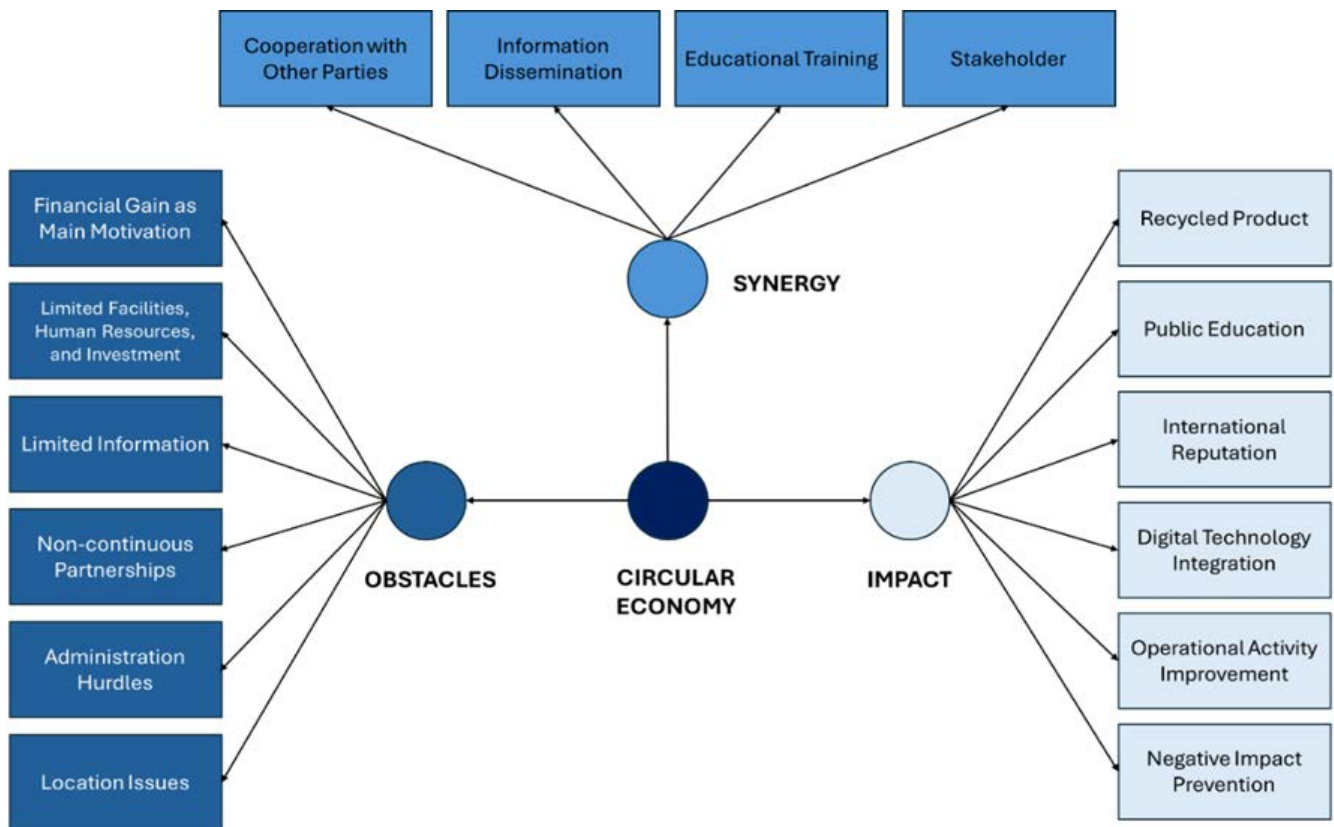 Cooperation with
Other Parties
Information
Dissemination
Educational Training
Stakeholder
Financial Gain as
Main Motivation
Limited Facilities,
Human Resources,
and Investment
Limited Information
Non-continuous
Partnerships
Administration
Hurdles
Location Issues
SYNERGY
OBSTACLES
CIRCULAR
ECONOMY
IMPACT
Recycled Product
Public Education
International
Reputation
Digital Technology
Integration
Operational Activity
Improvement
Negative Impact
Prevention